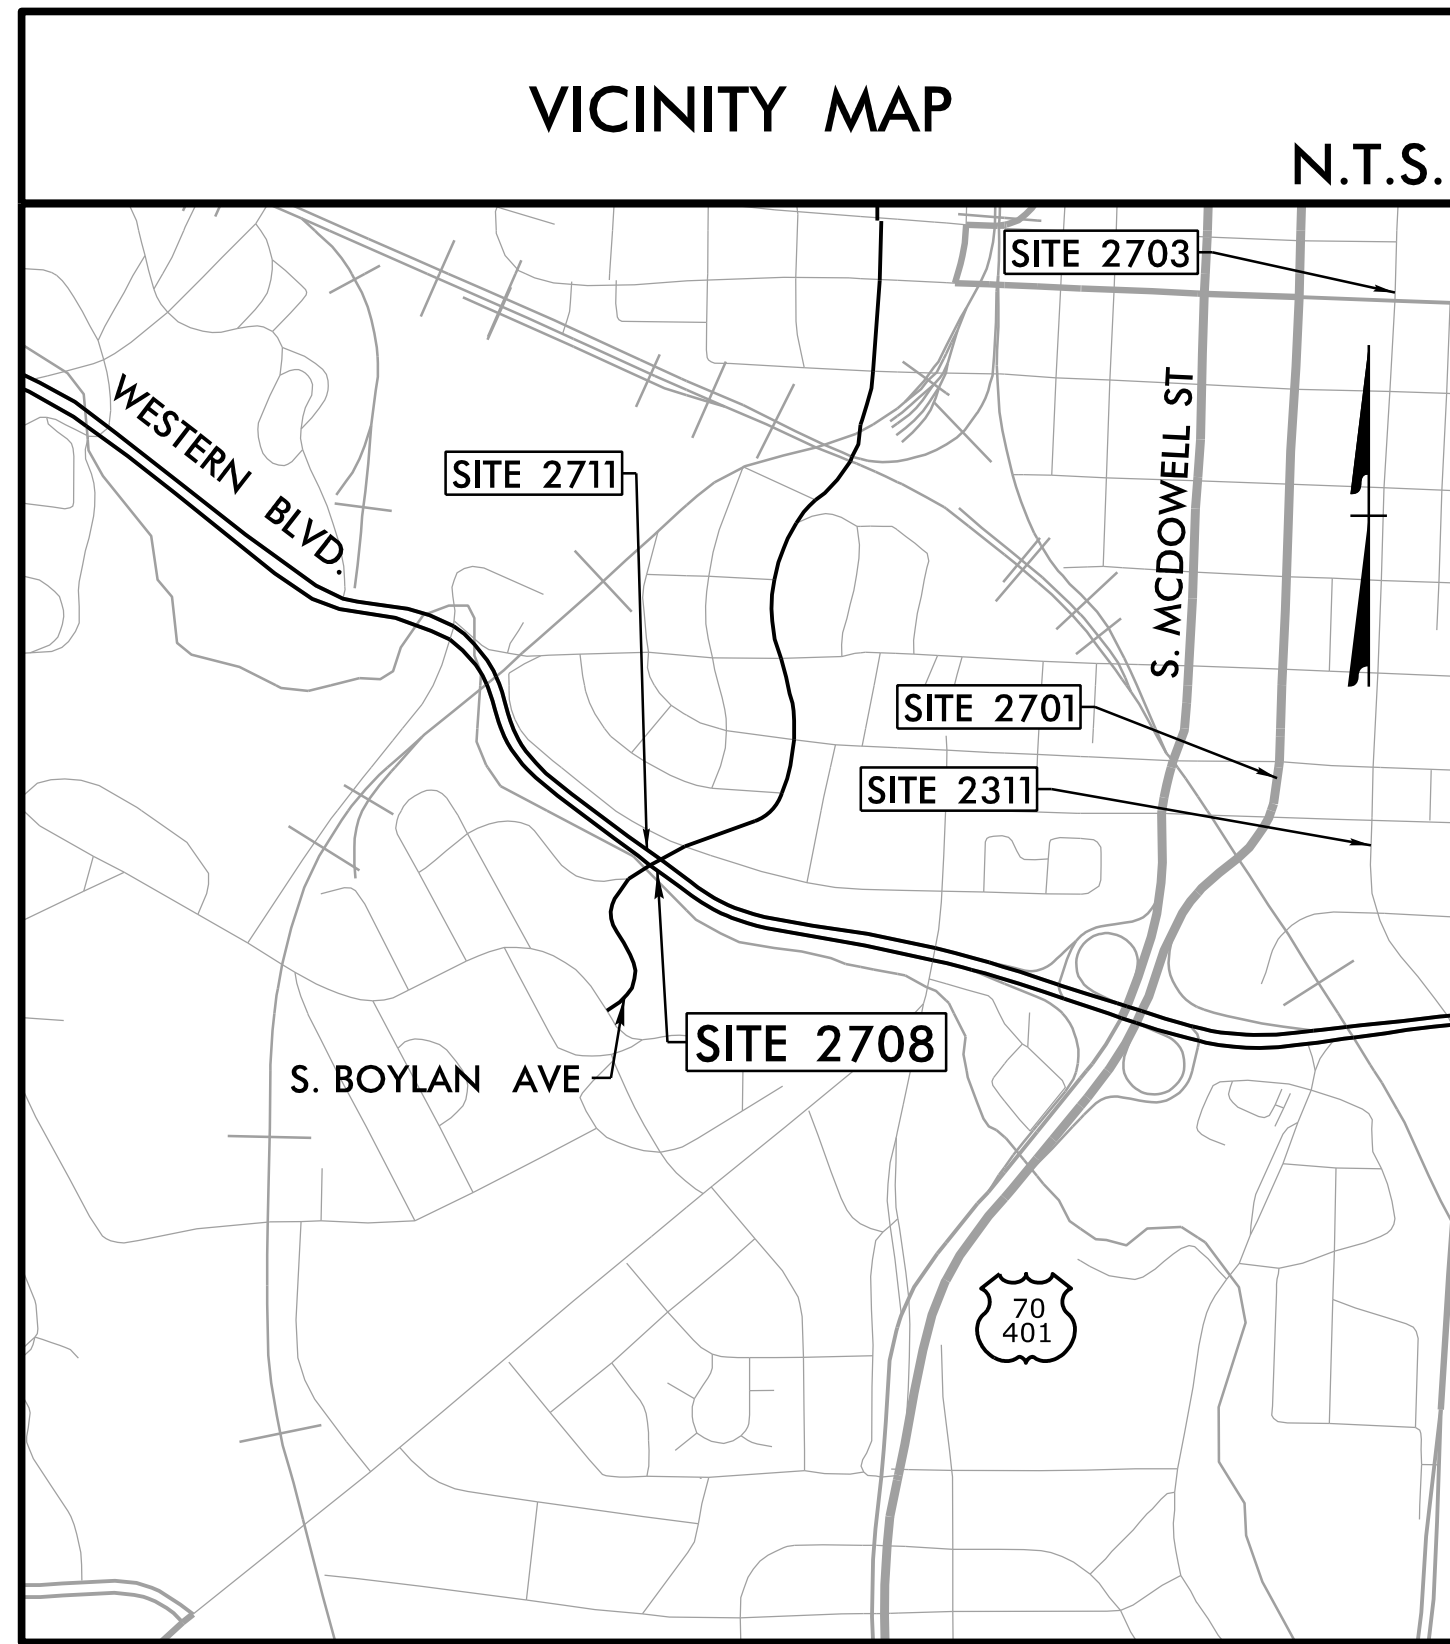 VICINITY MAP
N.T.S.
SITE 2703
WESTERN BLVD.
S. MCDOWELL ST
SITE 2711
SITE 2701
SITE 2311
SITE 2708
S. BOYLAN AVE
70
401